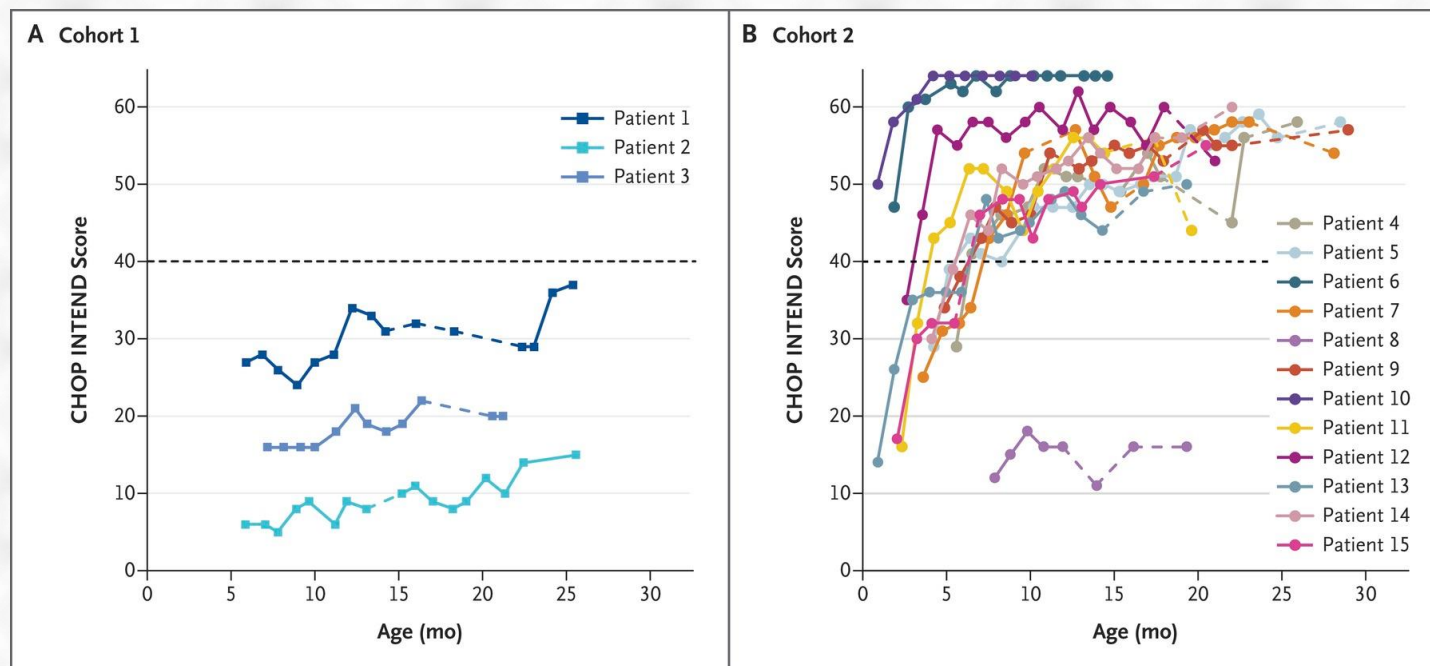 A Cohort 1
CHOP INTEND Score
60
50
40
30
20
10
0
0 5 10 15 20 25 30
Age (mo)
Patient 1
Patient 2
Patient 3
B Cohort 2
CHOP INTEND Score
60
50
40
30
20
10
0
0 5 10 15 20 25 30
Age (mo)
Patient 4
Patient 5
Patient 6
Patient 7
Patient 8
Patient 9
Patient 10
Patient 11
Patient 12
Patient 13
Patient 14
Patient 15